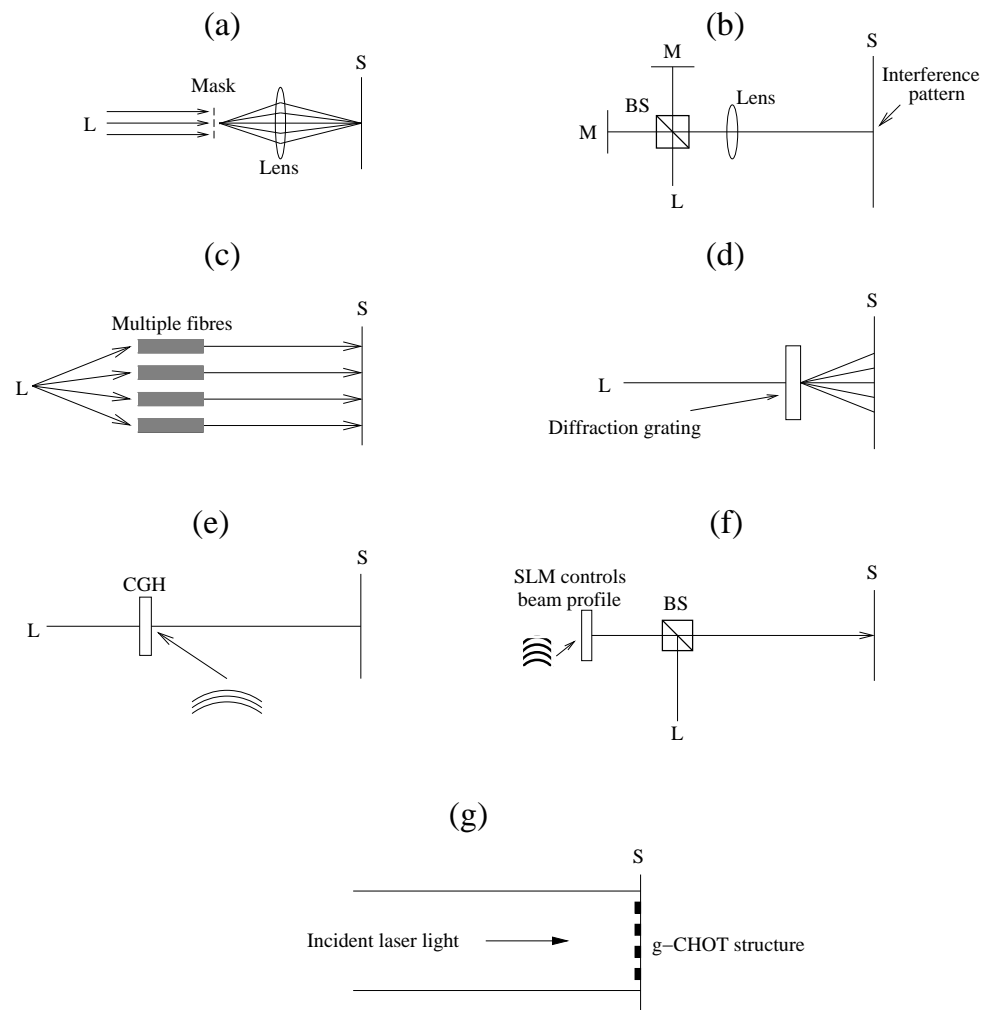 (a)
S
Mask
L
Lens
(b)
S
M
Interference
pattern
BS
Lens
M
L
(c)
S
Multiple fibres
L
(d)
S
L
Diffraction grating
(e)
S
CGH
L
(f)
S
SLM controls
beam profile
BS
L
(g)
S
Incident laser light
g−CHOT structure